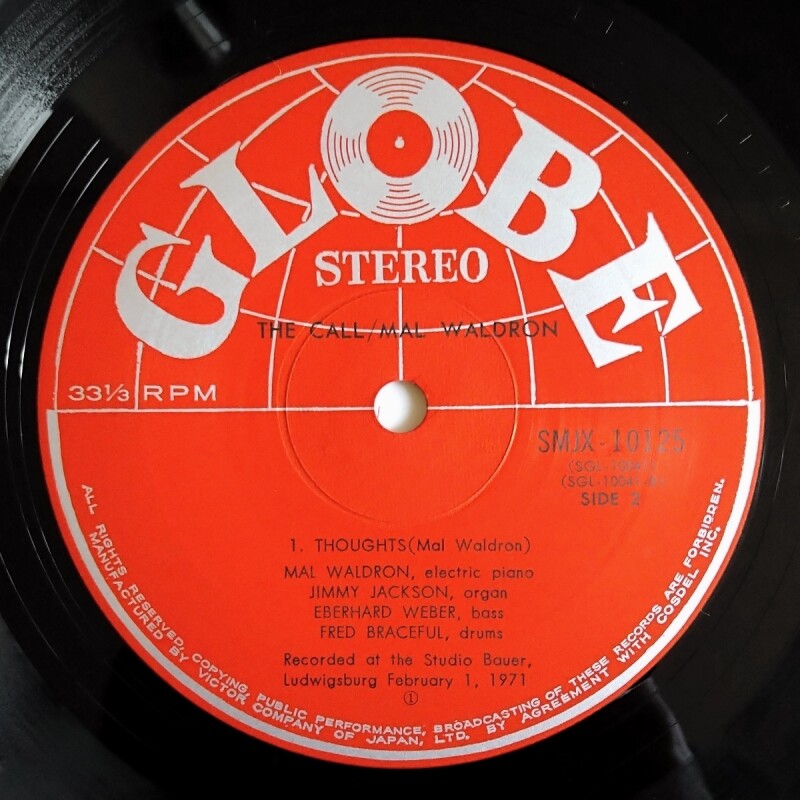 GLOBE
STEREO
THE CALL/MAL WALDRON
33⅓ RPM
SMJX-10125
SIDE 2
1. THOUGHTS(Mal Waldron)
MAL WALDRON, electric piano
JIMMY JACKSON, organ
EBERHARD WEBER, bass
FRED BRACEFUL, drums
Recorded at the Studio Bauer,
Ludwigsburg February 1, 1971
①
ALL RIGHTS RESERVED, COPYING, PUBLIC PERFORMANCE, BROADCASTING OF THESE RECORDS ARE FORBIDDEN.
MANUFACTURED BY VICTOR COMPANY OF JAPAN, LTD. BY AGREEMENT WITH COSDEL INC.